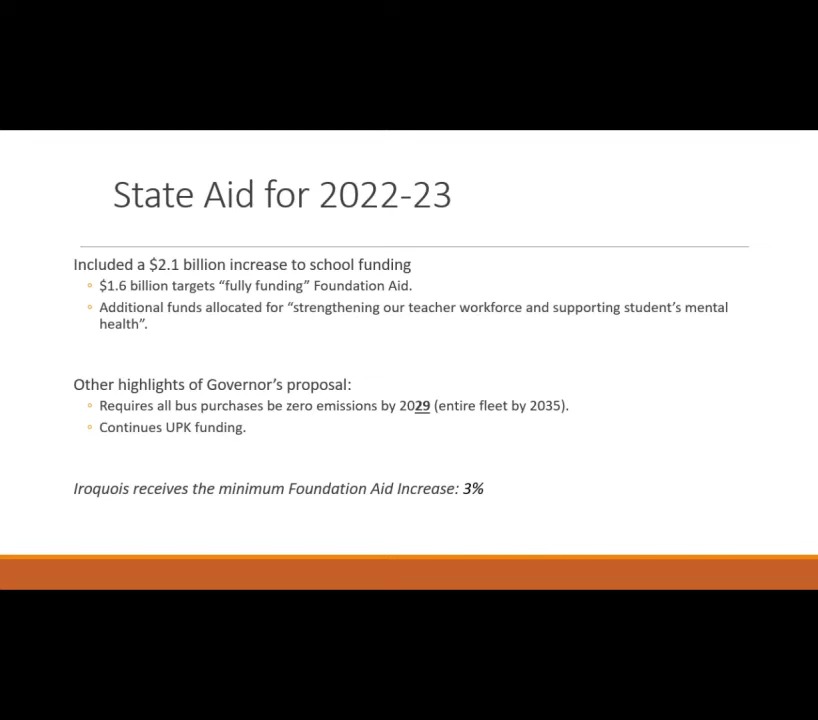 State Aid for 2022-23
Included a $2.1 billion increase to school funding
◦ $1.6 billion targets “fully funding” Foundation Aid.
◦ Additional funds allocated for “strengthening our teacher workforce and supporting student’s mental
health”.
Other highlights of Governor’s proposal:
◦ Requires all bus purchases be zero emissions by 2029 (entire fleet by 2035).
◦ Continues UPK funding.
Iroquois receives the minimum Foundation Aid Increase: 3%